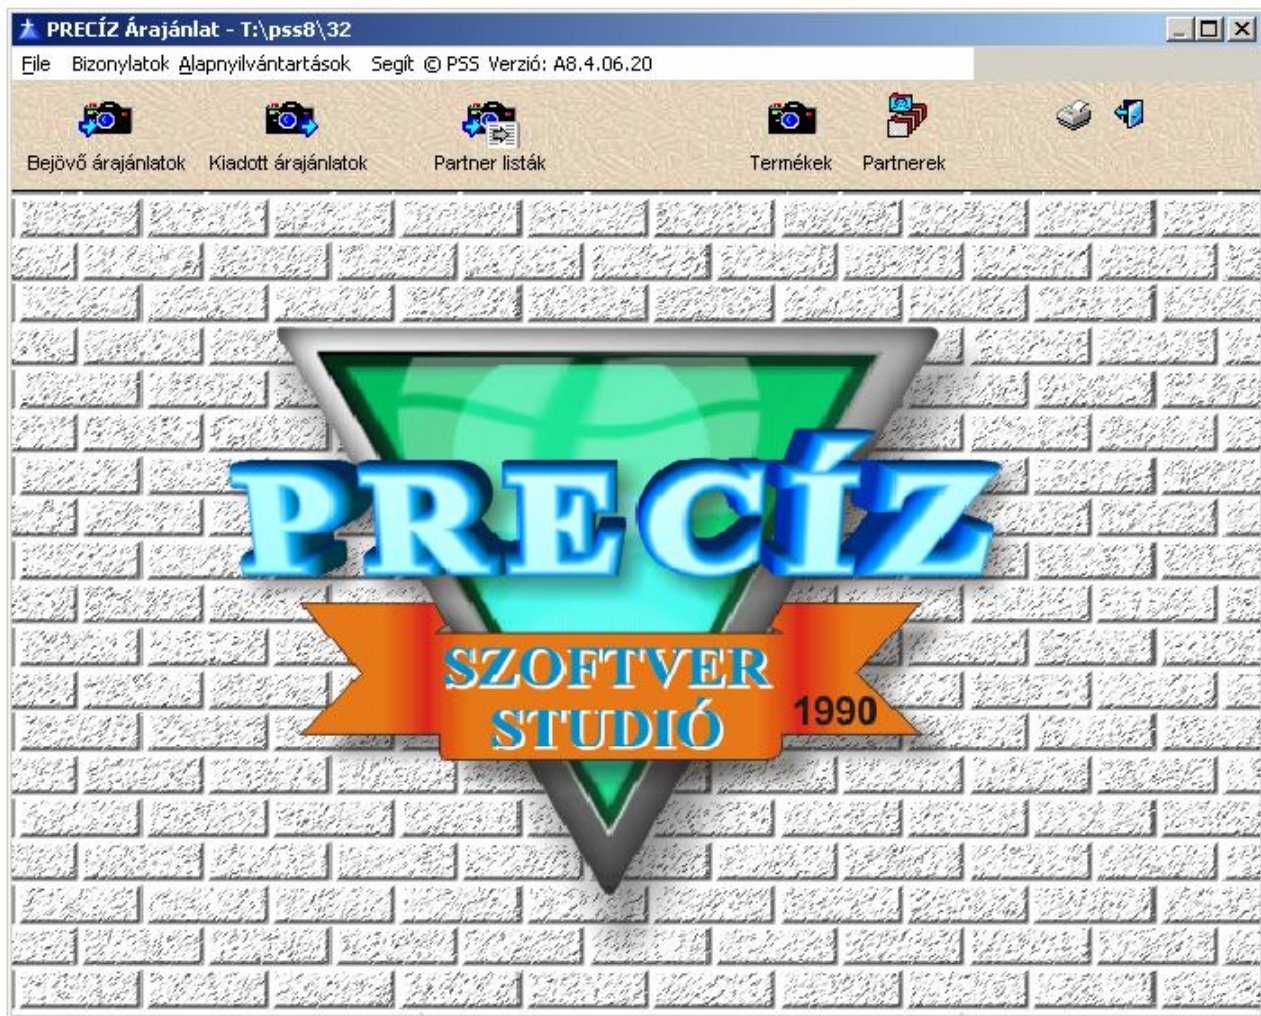 PRECÍZ Árajánlat - T:\pss8\32
File Bizonylatok Alapnyilvántartások Segít © PSS Verzió: A8.4.06.20
Bejövő árajánlatok Kiadott árajánlatok Partner listák Termékek Partnerek
PRECÍZ
SZOFTVER
STUDIÓ
1990